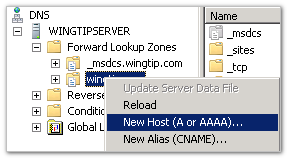 DNS
WINGTIPSERVER
Forward Lookup Zones
_msdcs.wingtip.com
Reverse
Conditio
Global L
Name
_msdcs
_sites
_tcp
Update Server Data File
Reload
New Host (A or AAAA)...
New Alias (CNAME)...